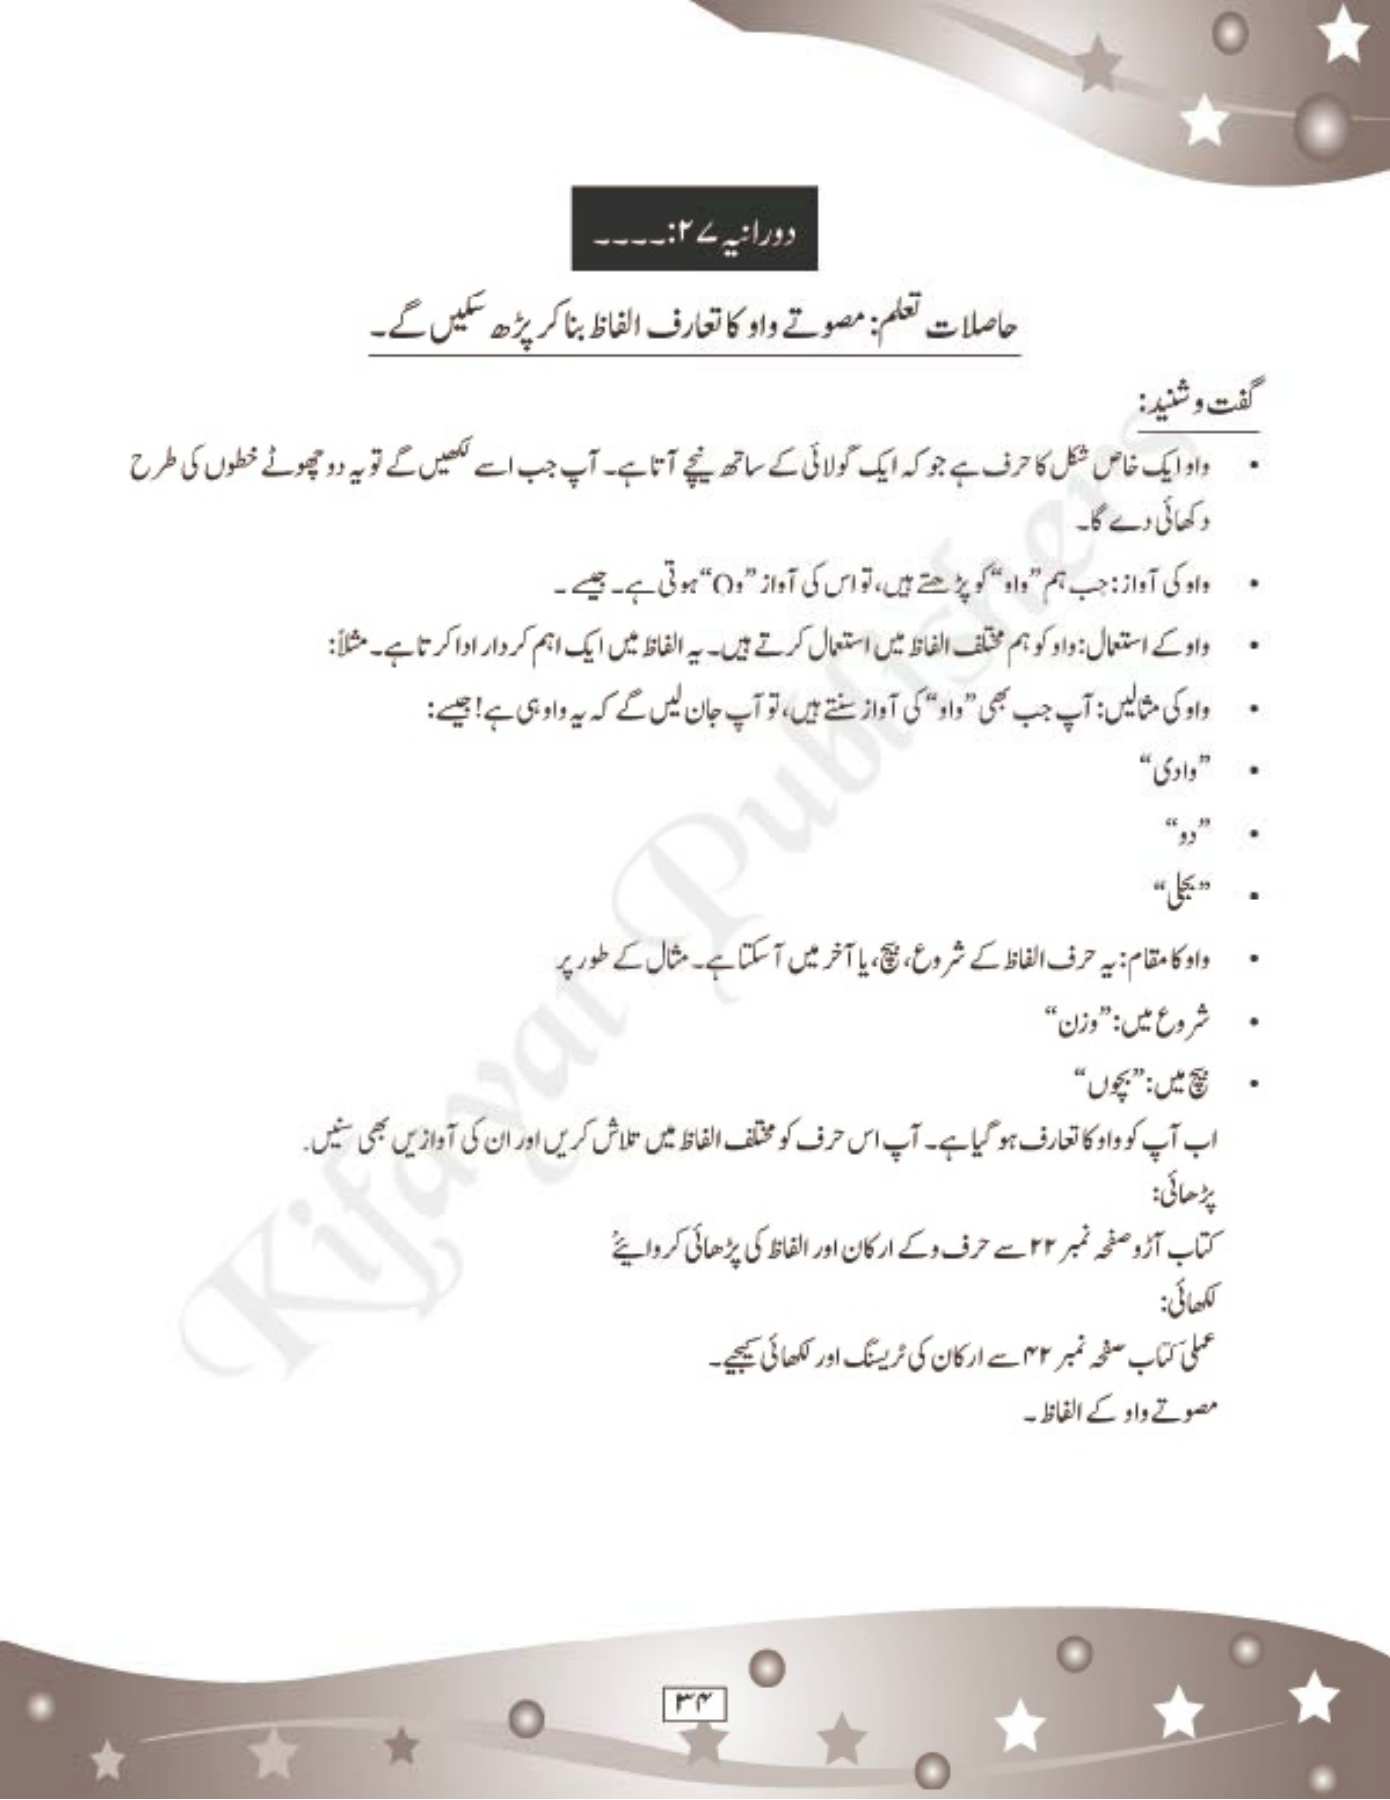 دورانیہ ۲۷:۔۔۔۔
حاصلات تعلم: مصوتے واو کا تعارف الفاظ بنا کر پڑھ سکیں گے۔
گفت و شنید:
• واو ایک خاص شکل کا حرف ہے جو کہ ایک گولائی کے ساتھ نیچے آتا ہے۔ آپ جب اسے لکھیں گے تو یہ دو چھوٹے خطوں کی طرح
دکھائی دے گا۔
• واو کی آواز: جب ہم ”واو“ کو پڑھتے ہیں، تو اس کی آواز ”وO“ ہوتی ہے۔ جیسے ۔
• واو کے استعمال: واو کو ہم مختلف الفاظ میں استعمال کرتے ہیں۔ یہ الفاظ میں ایک اہم کردار ادا کرتا ہے۔ مثلاً:
• واو کی مثالیں: آپ جب بھی ”واو“ کی آواز سنتے ہیں، تو آپ جان لیں گے کہ یہ واو ہی ہے! جیسے:
• ”وادی“
• ”دو“
• ”بجلی“
• واو کا مقام: یہ حرف الفاظ کے شروع، بیچ، یا آخر میں آسکتا ہے۔ مثال کے طور پر
• شروع میں: ”وزن“
• بیچ میں: ”بچوں“
اب آپ کو واو کا تعارف ہو گیا ہے۔ آپ اس حرف کو مختلف الفاظ میں تلاش کریں اور ان کی آوازیں بھی سنیں.
پڑھائی:
کتاب آڑو صفحہ نمبر ۲۲ سے حرف و کے ارکان اور الفاظ کی پڑھائی کروایئے
لکھائی:
عملی کتاب صفحہ نمبر ۴۲ سے ارکان کی ٹریسنگ اور لکھائی کیجیے۔
مصوتے واو کے الفاظ ۔
۳۴
Kifayat Publishers